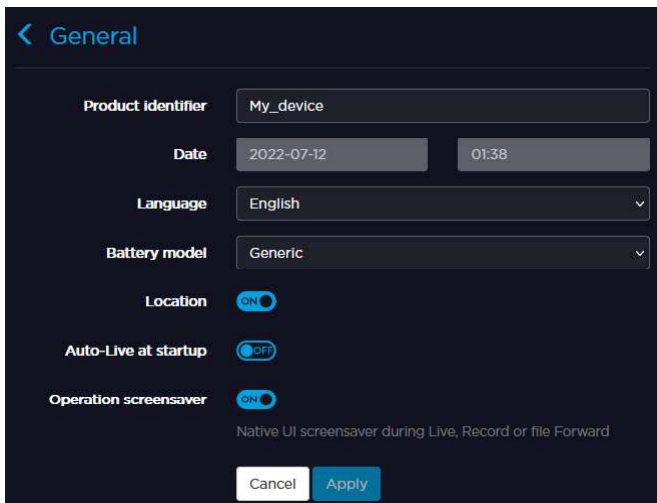 General
Product identifier My_device
Date 2022-07-12 01:38
Language English
Battery model Generic
Location ON
Auto-Live at startup OFF
Operation screensaver ON
Native UI screensaver during Live, Record or file Forward
Cancel Apply